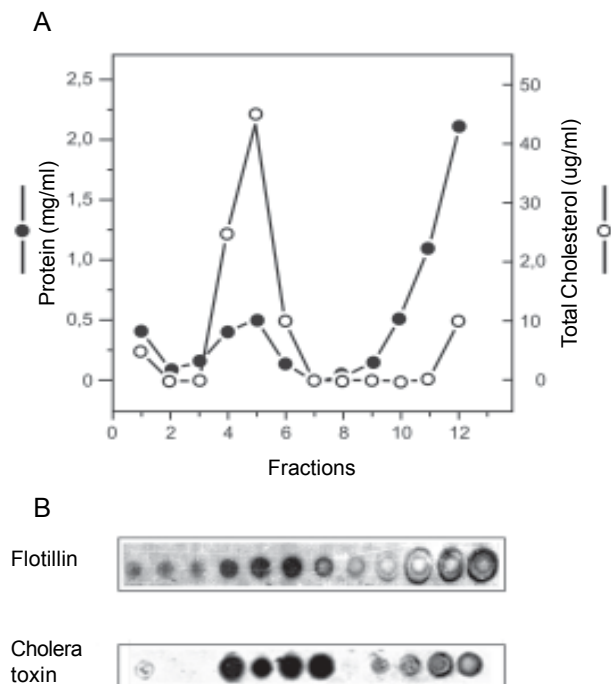 A
2,5
2,0
1,5
1,0
0,5
0
Protein (mg/ml)
50
40
30
2,0
10
0
Total Cholesterol (ug/ml)
0 2 4 6 8 10 12
Fractions
B
Flotillin
Cholera
toxin